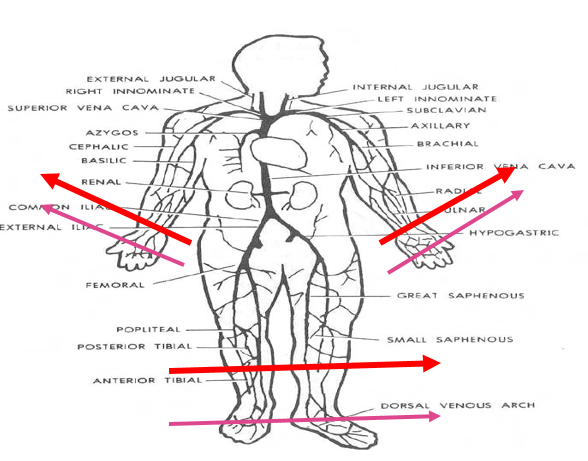 EXTERNAL JUGULAR
RIGHT INNOMINATE
SUPERIOR VENA CAVA
AZYGOS
CEPHALIC
BASILIC
RENAL
COMMON ILIAC
EXTERNAL ILIAC
FEMORAL
POPLITEAL
POSTERIOR TIBIAL
ANTERIOR TIBIAL
INTERNAL JUGULAR
LEFT INNOMINATE
SUBCLAVIAN
AXILLARY
BRACHIAL
INFERIOR VENA CAVA
RADIAL
ULNAR
HYPOGASTRIC
GREAT SAPHENOUS
SMALL SAPHENOUS
DORSAL VENOUS ARCH